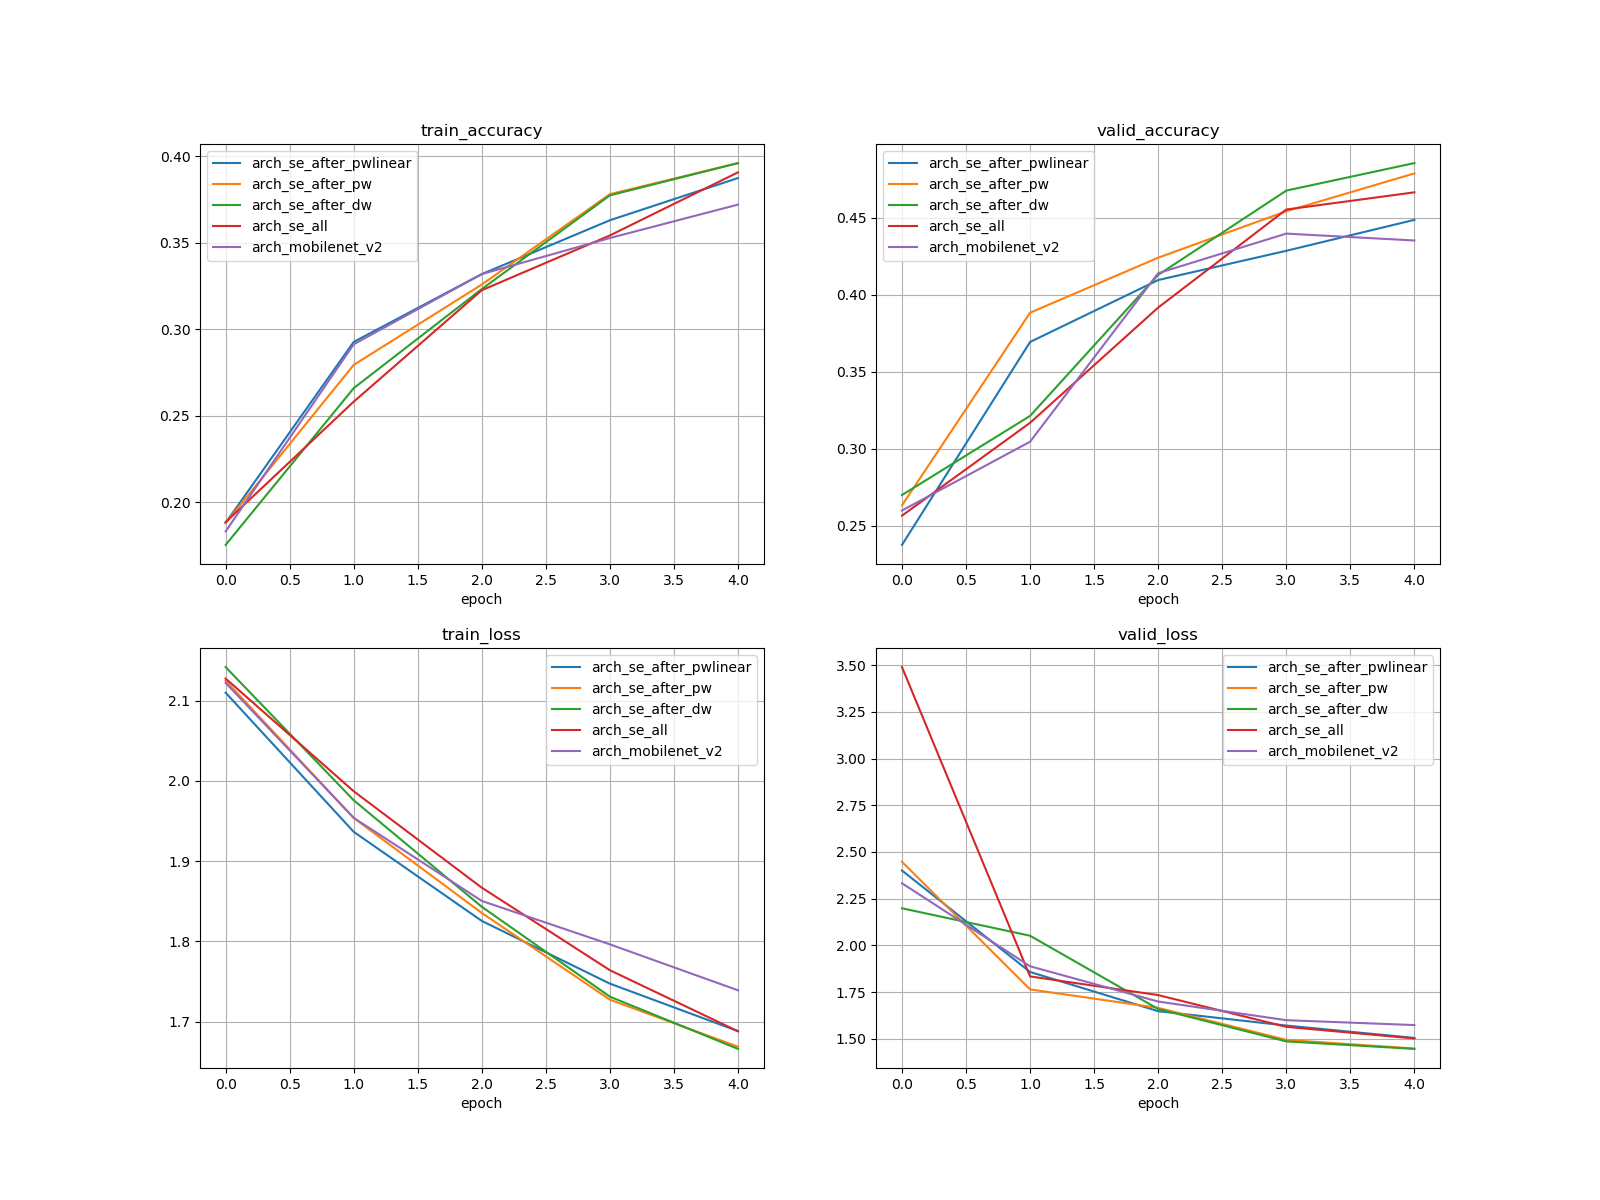 train_accuracy
0.40
0.35
0.30
0.25
0.20
arch_se_after_pwlinear
arch_se_after_pw
arch_se_after_dw
arch_se_all
arch_mobilenet_v2
0.0 0.5 1.0 1.5 2.0 2.5 3.0 3.5 4.0
epoch
valid_accuracy
0.45
0.40
0.35
0.30
0.25
arch_se_after_pwlinear
arch_se_after_pw
arch_se_after_dw
arch_se_all
arch_mobilenet_v2
0.0 0.5 1.0 1.5 2.0 2.5 3.0 3.5 4.0
epoch
train_loss
2.1
2.0
1.9
1.8
1.7
arch_se_after_pwlinear
arch_se_after_pw
arch_se_after_dw
arch_se_all
arch_mobilenet_v2
0.0 0.5 1.0 1.5 2.0 2.5 3.0 3.5 4.0
epoch
valid_loss
3.50
3.25
3.00
2.75
2.50
2.25
2.00
1.75
1.50
arch_se_after_pwlinear
arch_se_after_pw
arch_se_after_dw
arch_se_all
arch_mobilenet_v2
0.0 0.5 1.0 1.5 2.0 2.5 3.0 3.5 4.0
epoch